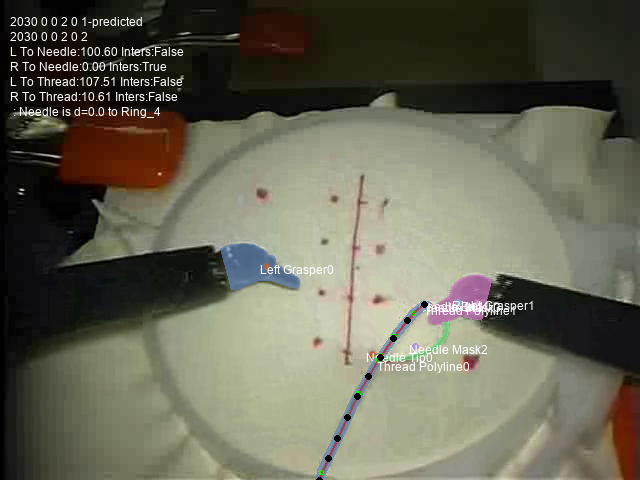 2030 0 0 2 0 1-predicted
2030 0 0 2 0 2
L To Needle:100.60 Inters:False
R To Needle:0.00 Inters:True
L To Thread:107.51 Inters:False
R To Thread:10.61 Inters:False
: Needle is d=0.0 to Ring_4
Left Grasper0
Grasper1
Thread Polyline1
Needle Mask2
Needle Tip0
Thread Polyline0